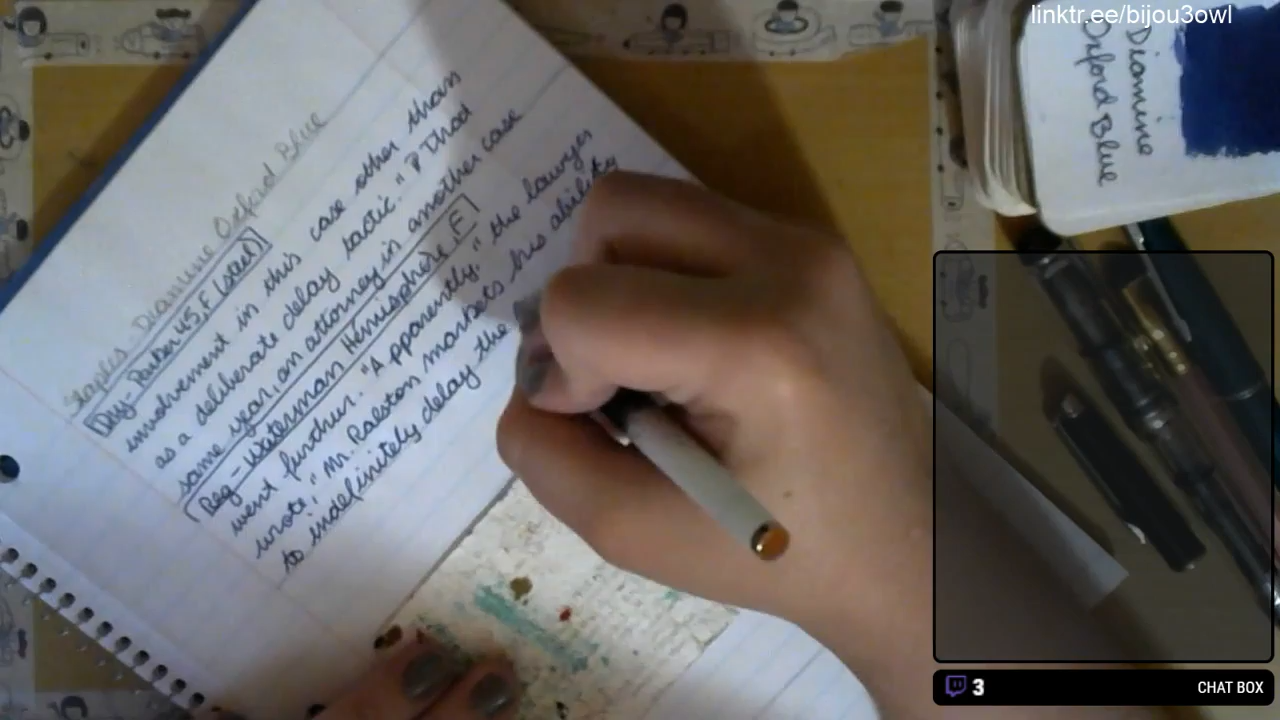 linktr.ee/bijou3owl
Diamine
Oxford Blue
Staples - Diamine Oxford Blue
Dry - Parker 45, F (steel)
involvement in this case other than
as a deliberate delay tactic." That
same year, an attorney in another case
Reg - Waterman Hémisphère, F
went further. "Apparently," the lawyer
wrote, "Mr. Ralston markets his ability
to indefinitely delay the
3
CHAT BOX